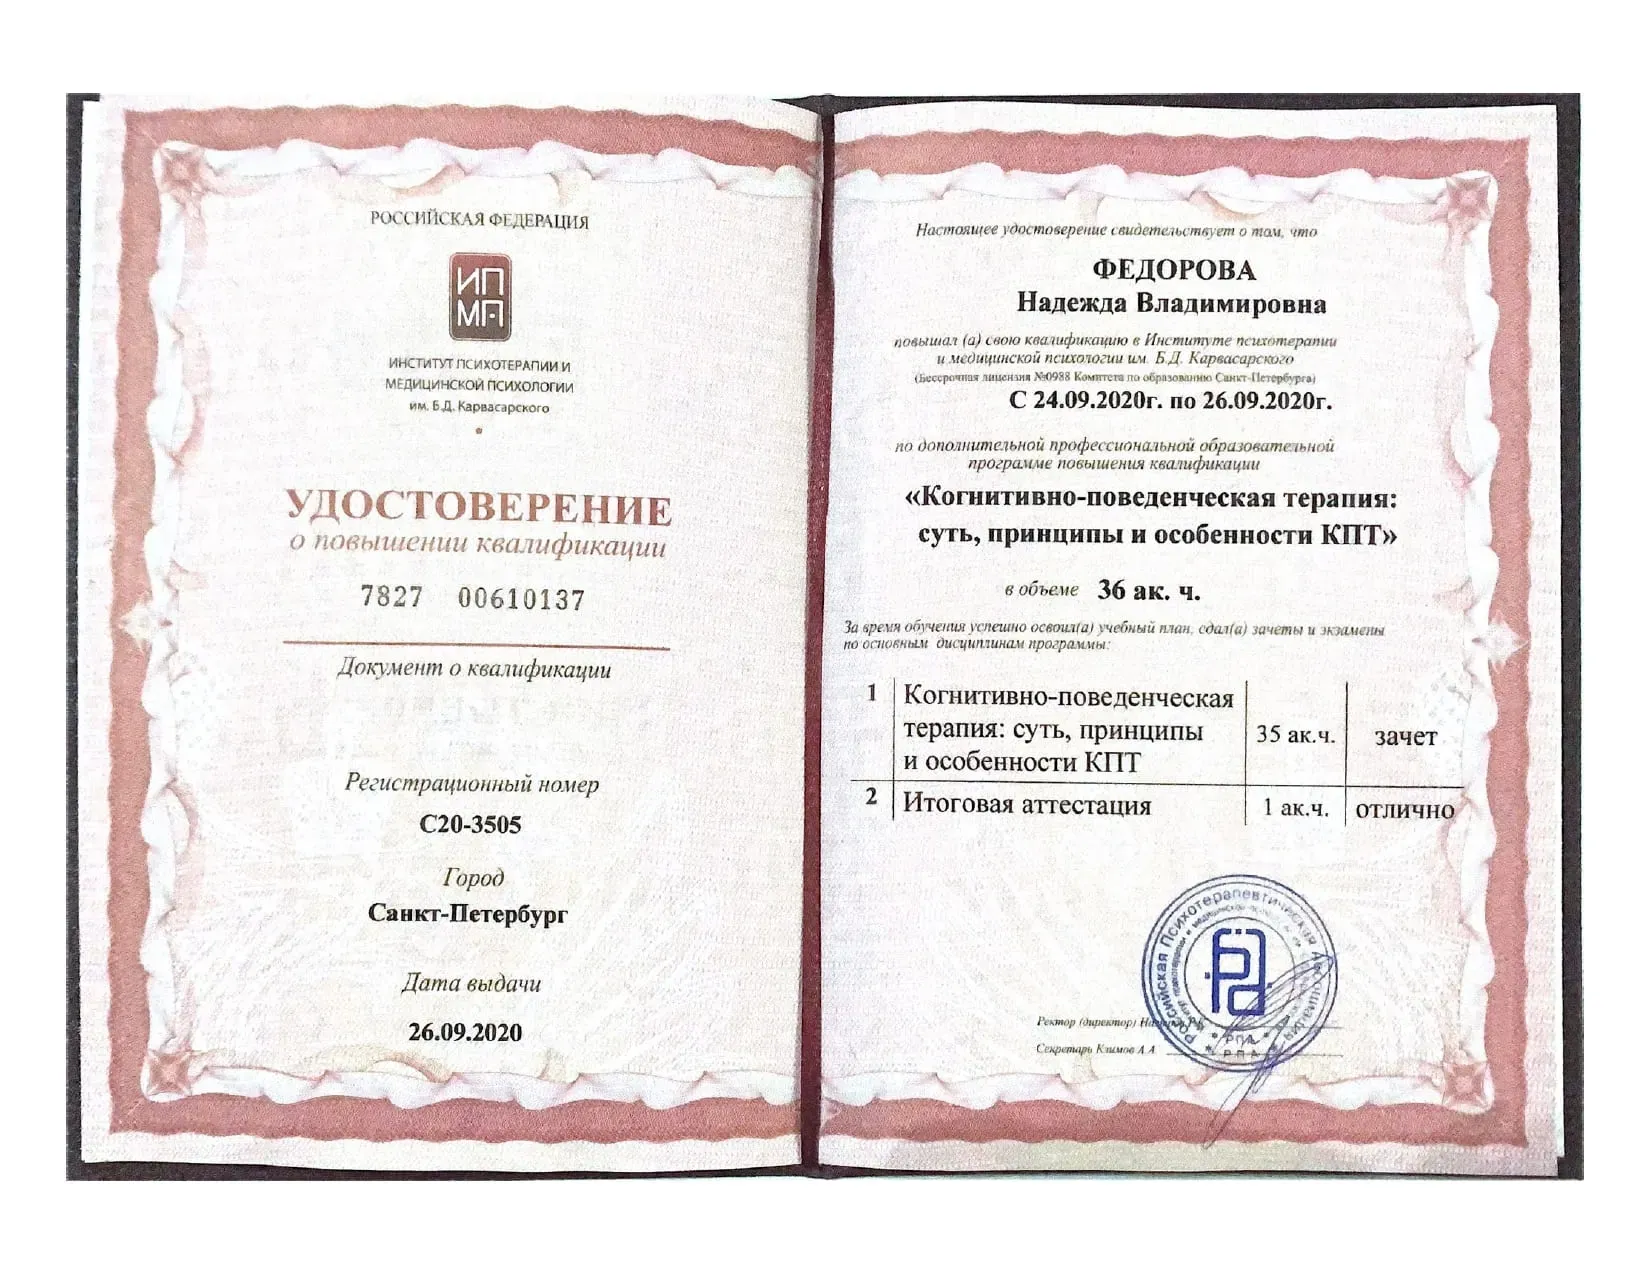 РОССИЙСКАЯ ФЕДЕРАЦИЯ
ИП
МП
ИНСТИТУТ ПСИХОТЕРАПИИ И
МЕДИЦИНСКОЙ ПСИХОЛОГИИ
им. Б.Д. Карвасарского
УДОСТОВЕРЕНИЕ
о повышении квалификации
7827 00610137
Документ о квалификации
Регистрационный номер
С20-3505
Город
Санкт-Петербург
Дата выдачи
26.09.2020
Настоящее удостоверение свидетельствует о том, что
ФЕДОРОВА
Надежда Владимировна
повышал (а) свою квалификацию в Институте психотерапии
и медицинской психологии им. Б.Д. Карвасарского
(Бессрочная лицензия №0988 Комитета по образованию Санкт-Петербурга)
С 24.09.2020г. по 26.09.2020г.
по дополнительной профессиональной образовательной
программе повышения квалификации
«Когнитивно-поведенческая терапия:
суть, принципы и особенности КПТ»
в объеме 36 ак. ч.
За время обучения успешно освоил(а) учебный план, сдал(а) зачеты и экзамены
по основным дисциплинам программы:
1 Когнитивно-поведенческая
терапия: суть, принципы
и особенности КПТ 35 ак.ч. зачет
2 Итоговая аттестация 1 ак.ч. отлично
Российская Психотерапевтическая Ассоциация
РПА
РПА
Ректор (директор)
Секретарь Климов А.А.